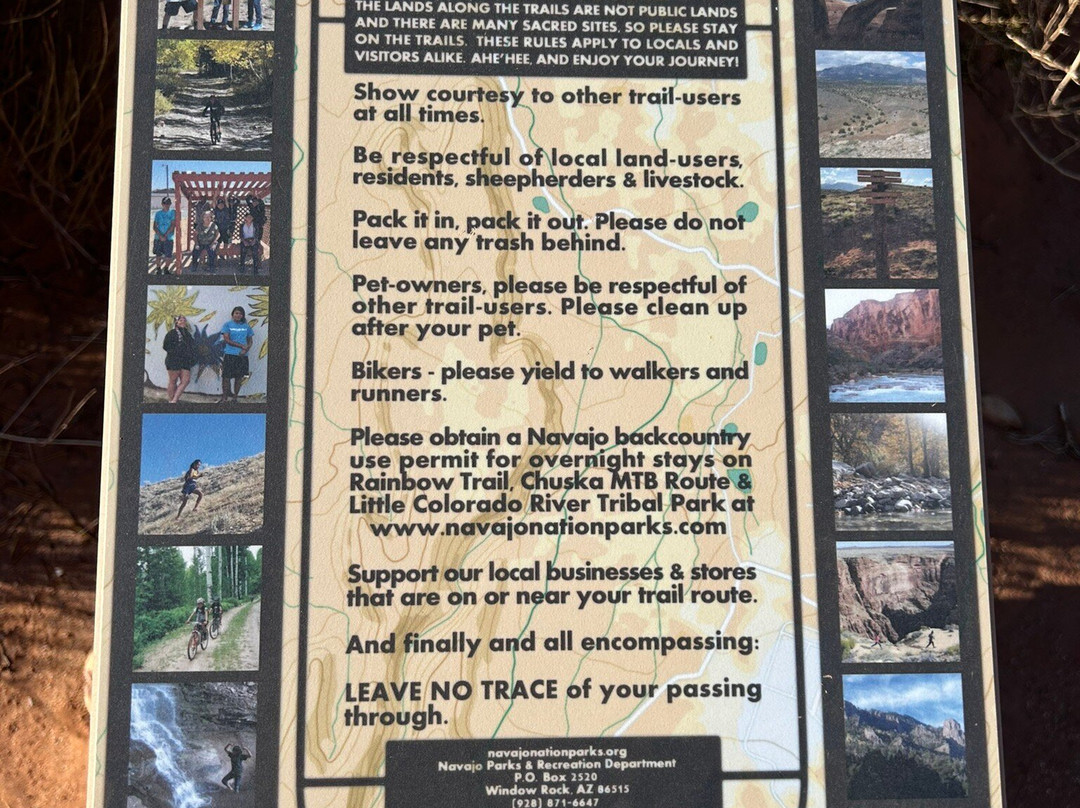 THE LANDS ALONG THE TRAILS ARE NOT PUBLIC LANDS
AND THERE ARE MANY SACRED SITES, SO PLEASE STAY
ON THE TRAILS. THESE RULES APPLY TO LOCALS AND
VISITORS ALIKE. AHE'HEE, AND ENJOY YOUR JOURNEY!
Show courtesy to other trail-users
at all times.
Be respectful of local land-users,
residents, sheepherders & livestock.
Pack it in, pack it out. Please do not
leave any trash behind.
Pet-owners, please be respectful of
other trail-users. Please clean up
after your pet.
Bikers - please yield to walkers and
runners.
Please obtain a Navajo backcountry
use permit for overnight stays on
Rainbow Trail, Chuska MTB Route &
Little Colorado River Tribal Park at
www.navajonationparks.com
Support our local businesses & stores
that are on or near your trail route.
And finally and all encompassing:
LEAVE NO TRACE of your passing
through.
navajonationparks.org
Navajo Parks & Recreation Department
P.O. Box 2520
Window Rock, AZ 86515
(928) 871-6647